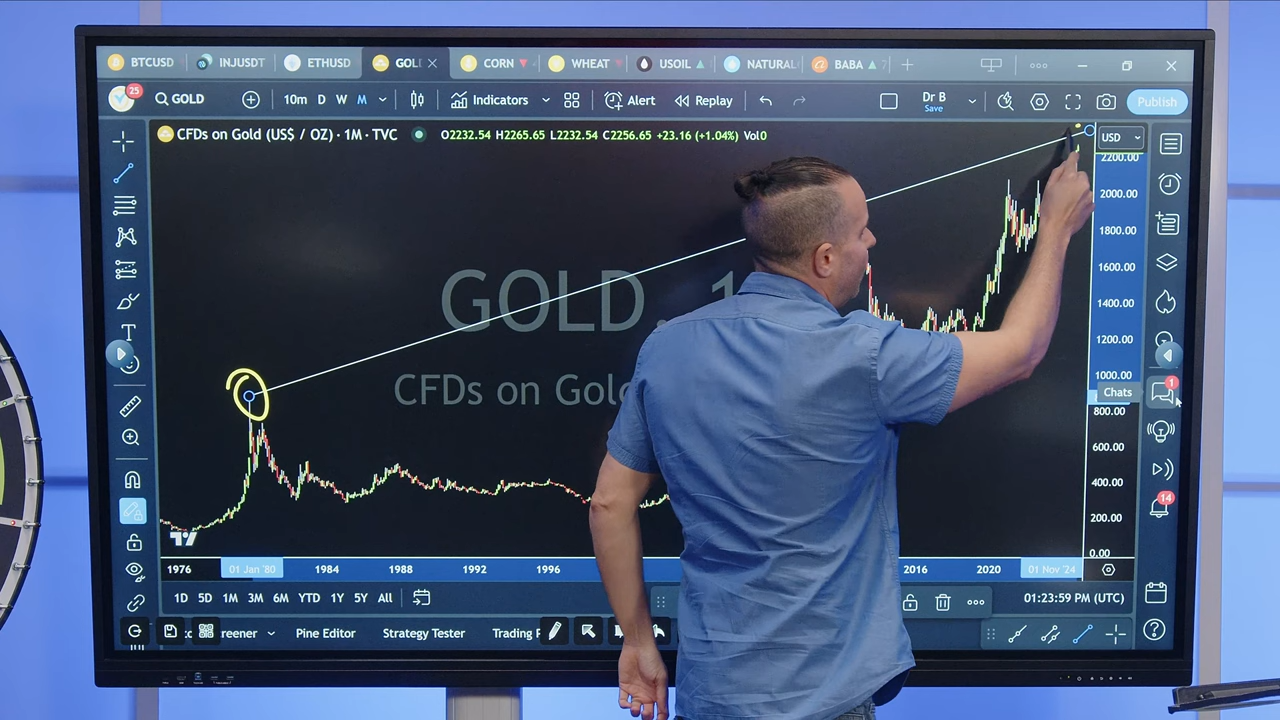 BTCUSD INJUSDT ETHUSD GOL CORN WHEAT USOIL NATURAL BABA
25 GOLD 10m D W M Indicators Alert Replay Dr B Save Publish
CFDs on Gold (US$ / OZ) · 1M · TVC O2232.54 H2265.65 L2232.54 C2256.65 +23.16 (+1.04%) Vol0
USD
2200.00
2000.00
1800.00
1600.00
GOLD, 1
1400.00
1200.00
1000.00
CFDs on Gol
Chats
1
800.00
600.00
400.00
14
200.00
0.00
1976 01 Jan '80 1984 1988 1992 1996 2016 2020 01 Nov '24
1D 5D 1M 3M 6M YTD 1Y 5Y All 01:23:59 PM (UTC)
reener Pine Editor Strategy Tester Trading